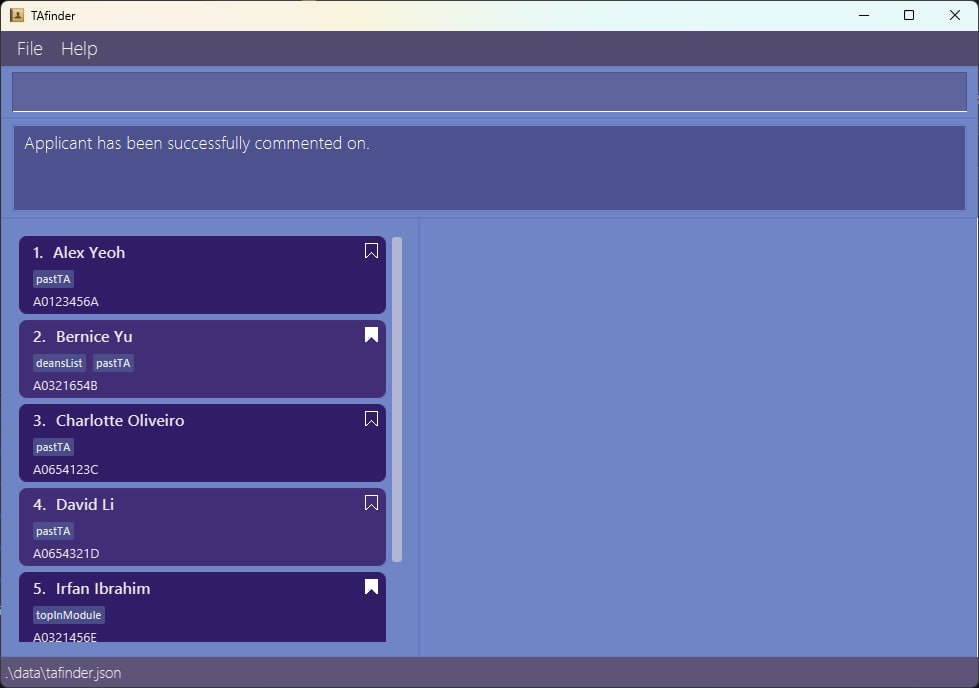 TAfinder
File Help
Applicant has been successfully commented on.
1. Alex Yeoh
pastTA
A0123456A
2. Bernice Yu
deansList pastTA
A0321654B
3. Charlotte Oliveiro
pastTA
A0654123C
4. David Li
pastTA
A0654321D
5. Irfan Ibrahim
topInModule
A0321456E
.\data\tafinder.json